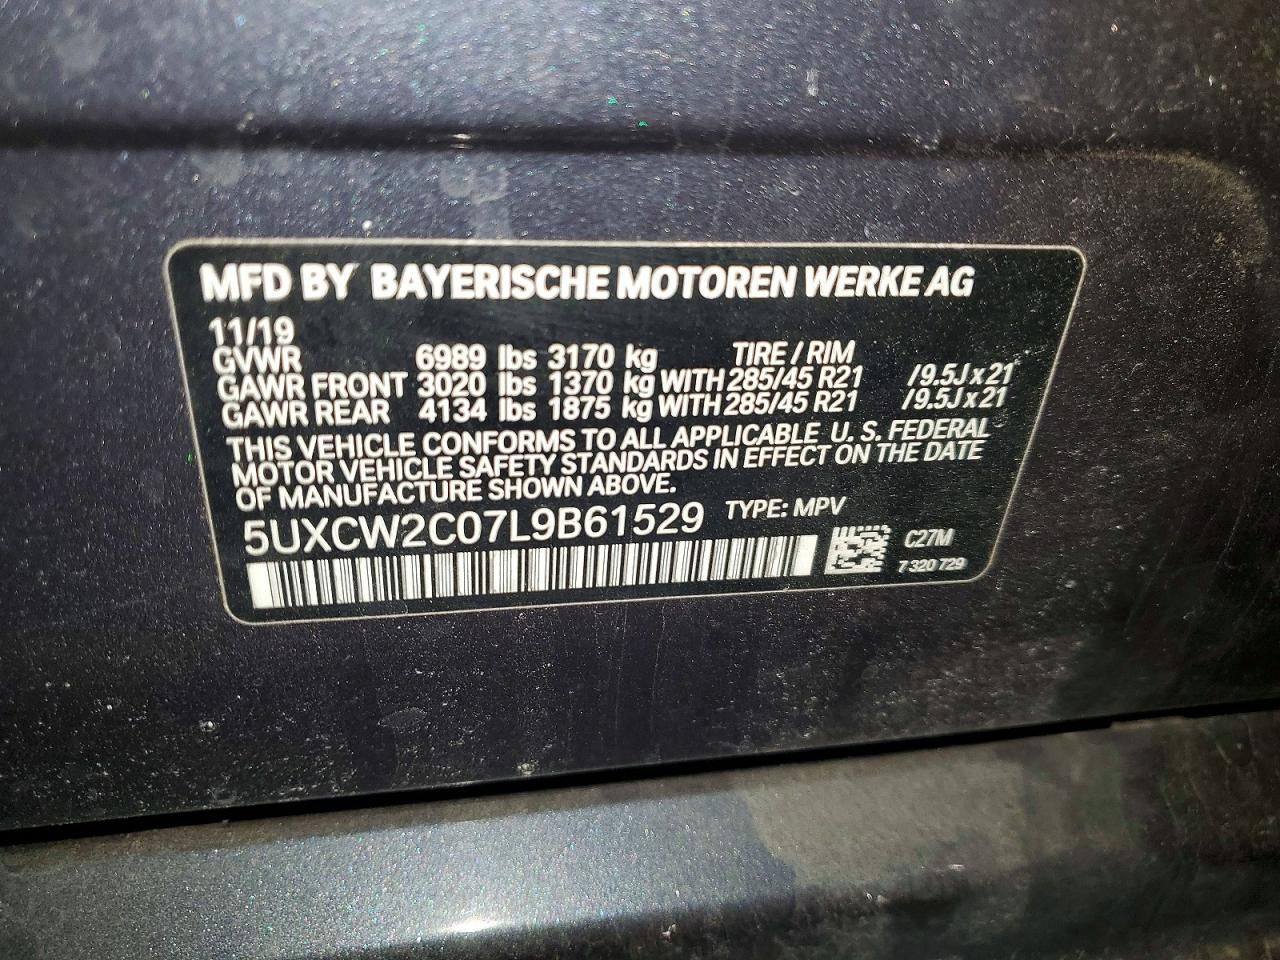 MFD BY BAYERISCHE MOTOREN WERKE AG
11/19
GVWR 6989 lbs 3170 kg TIRE / RIM
GAWR FRONT 3020 lbs 1370 kg WITH 285/45 R21 /9.5J x 21
GAWR REAR 4134 lbs 1875 kg WITH 285/45 R21 /9.5J x 21
THIS VEHICLE CONFORMS TO ALL APPLICABLE U. S. FEDERAL
MOTOR VEHICLE SAFETY STANDARDS IN EFFECT ON THE DATE
OF MANUFACTURE SHOWN ABOVE.
5UXCW2C07L9B61529 TYPE: MPV
C27M
7 320 729